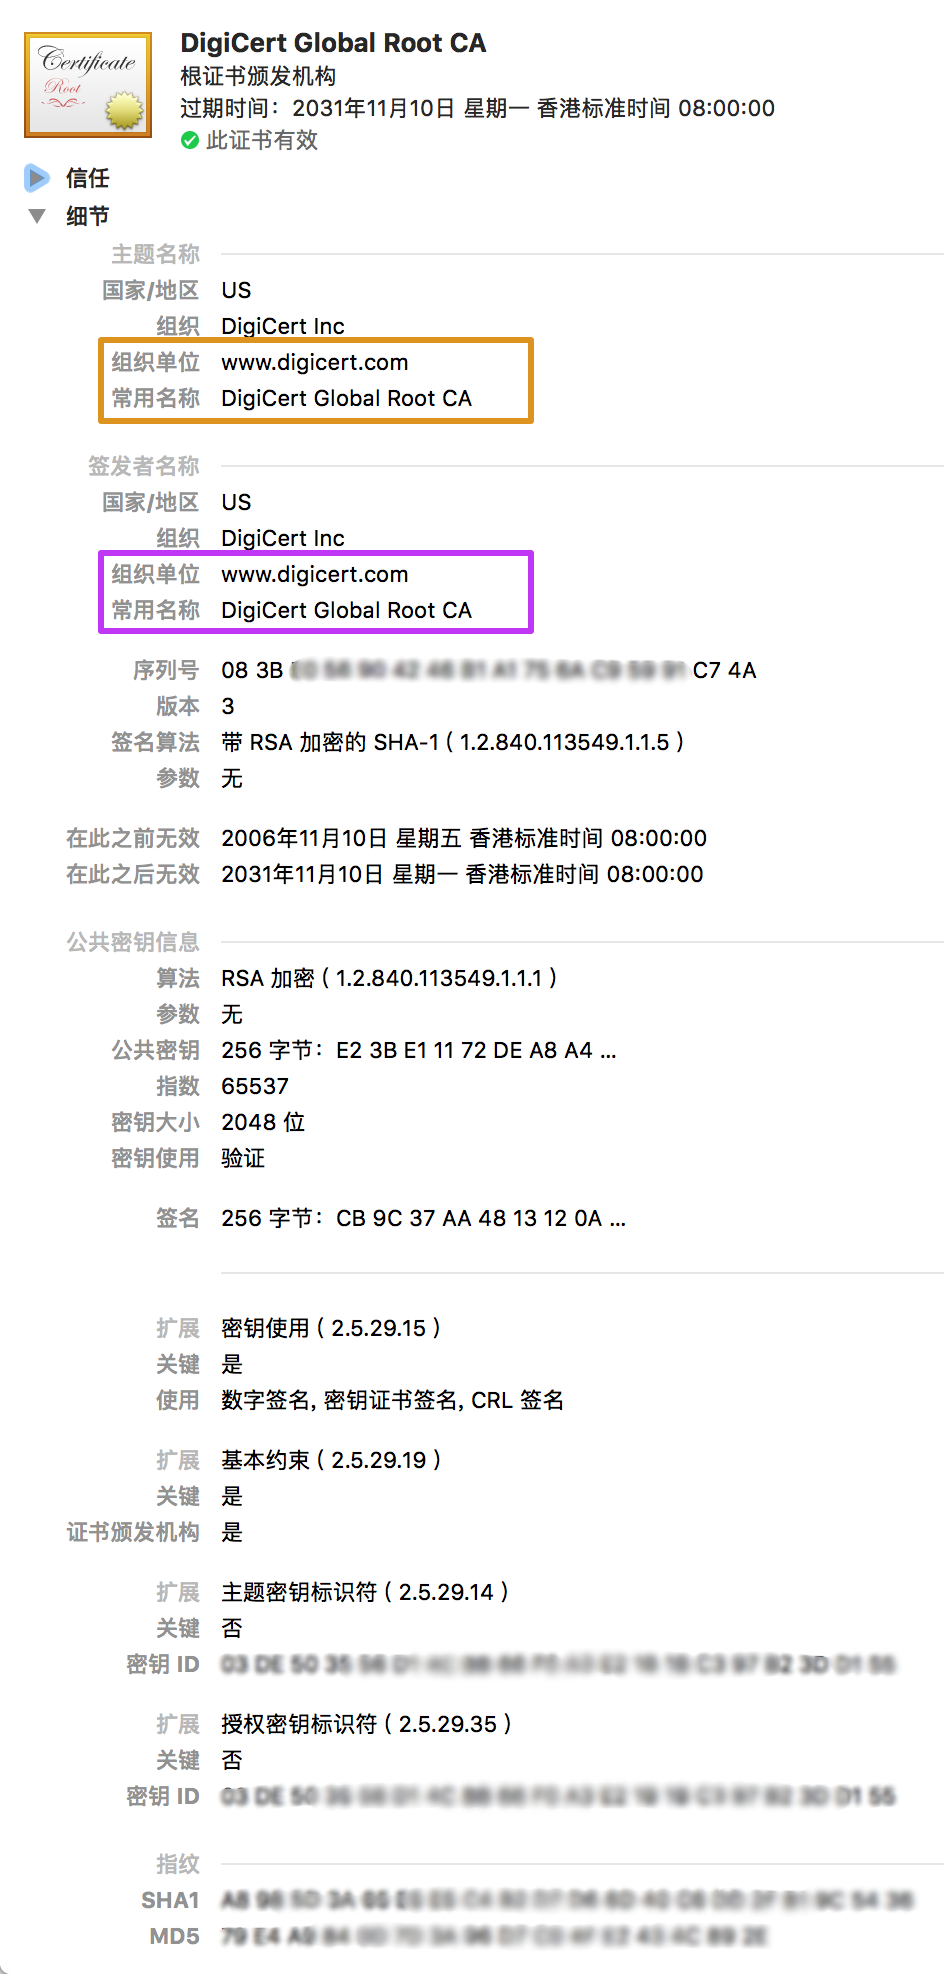 Certificate
Root
DigiCert Global Root CA
根证书颁发机构
过期时间：2031年11月10日 星期一 香港标准时间 08:00:00
此证书有效
信任
细节
主题名称
国家/地区 US
组织 DigiCert Inc
组织单位 www.digicert.com
常用名称 DigiCert Global Root CA
签发者名称
国家/地区 US
组织 DigiCert Inc
组织单位 www.digicert.com
常用名称 DigiCert Global Root CA
序列号 08 3B C7 4A
版本 3
签名算法 带 RSA 加密的 SHA-1 ( 1.2.840.113549.1.1.5 )
参数 无
在此之前无效 2006年11月10日 星期五 香港标准时间 08:00:00
在此之后无效 2031年11月10日 星期一 香港标准时间 08:00:00
公共密钥信息
算法 RSA 加密 ( 1.2.840.113549.1.1.1 )
参数 无
公共密钥 256 字节：E2 3B E1 11 72 DE A8 A4 ...
指数 65537
密钥大小 2048 位
密钥使用 验证
签名 256 字节：CB 9C 37 AA 48 13 12 0A ...
扩展 密钥使用 ( 2.5.29.15 )
关键 是
使用 数字签名, 密钥证书签名, CRL 签名
扩展 基本约束 ( 2.5.29.19 )
关键 是
证书颁发机构 是
扩展 主题密钥标识符 ( 2.5.29.14 )
关键 否
密钥 ID 03 DE 50 35
扩展 授权密钥标识符 ( 2.5.29.35 )
关键 否
密钥 ID 03 DE 50 D1 55
指纹
SHA1
MD5 79 E4